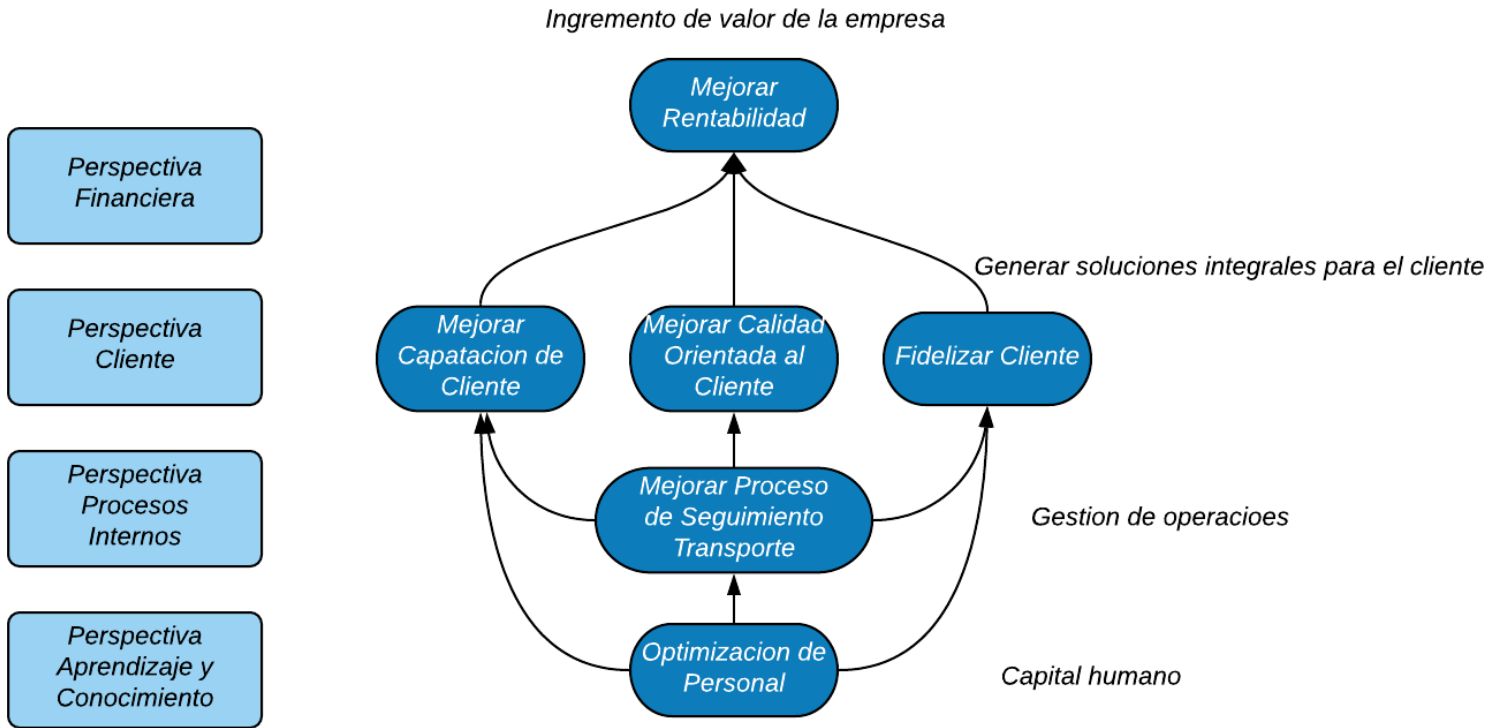 Ingremento de valor de la empresa
Mejorar
Rentabilidad
Perspectiva
Financiera
Generar soluciones integrales para el cliente
Perspectiva
Cliente
Mejorar
Capatacion de
Cliente
Mejorar Calidad
Orientada al
Cliente
Fidelizar Cliente
Perspectiva
Procesos
Internos
Mejorar Proceso
de Seguimiento
Transporte
Gestion de operacioes
Perspectiva
Aprendizaje y
Conocimiento
Optimizacion de
Personal
Capital humano